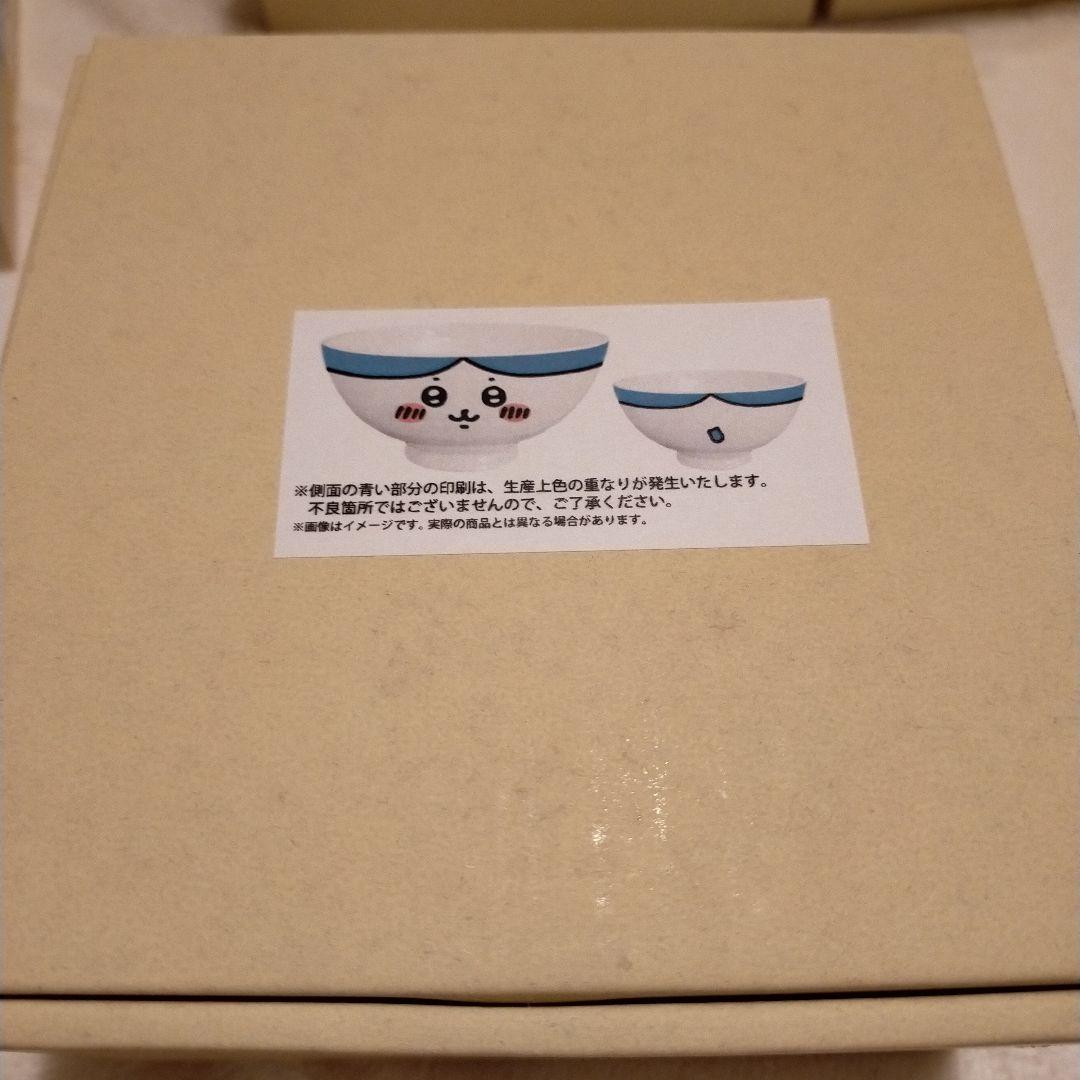 ※側面の青い部分の印刷は、生産上色の重なりが発生いたします。
不良箇所ではございませんので、ご了承ください。
※画像はイメージです。実際の商品とは異なる場合があります。